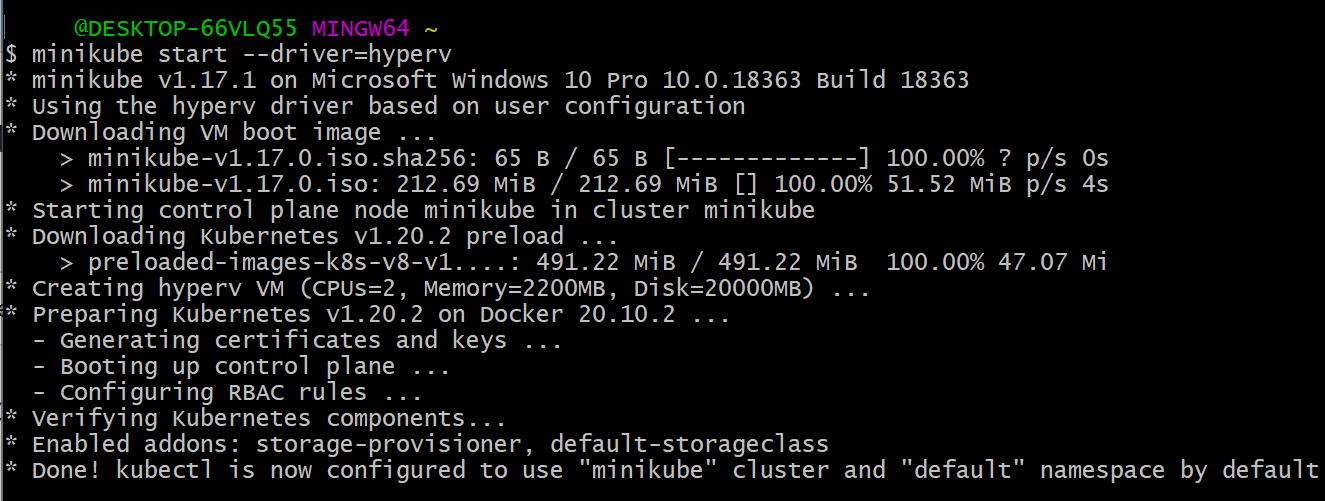 @DESKTOP-66VLQ55 MINGW64 ~
$ minikube start --driver=hyperv
* minikube v1.17.1 on Microsoft Windows 10 Pro 10.0.18363 Build 18363
* Using the hyperv driver based on user configuration
* Downloading VM boot image ...
    > minikube-v1.17.0.iso.sha256: 65 B / 65 B [-------------] 100.00% ? p/s 0s
    > minikube-v1.17.0.iso: 212.69 MiB / 212.69 MiB [] 100.00% 51.52 MiB p/s 4s
* Starting control plane node minikube in cluster minikube
* Downloading Kubernetes v1.20.2 preload ...
    > preloaded-images-k8s-v8-v1....: 491.22 MiB / 491.22 MiB  100.00% 47.07 Mi
* Creating hyperv VM (CPUs=2, Memory=2200MB, Disk=20000MB) ...
* Preparing Kubernetes v1.20.2 on Docker 20.10.2 ...
  - Generating certificates and keys ...
  - Booting up control plane ...
  - Configuring RBAC rules ...
* Verifying Kubernetes components...
* Enabled addons: storage-provisioner, default-storageclass
* Done! kubectl is now configured to use "minikube" cluster and "default" namespace by default